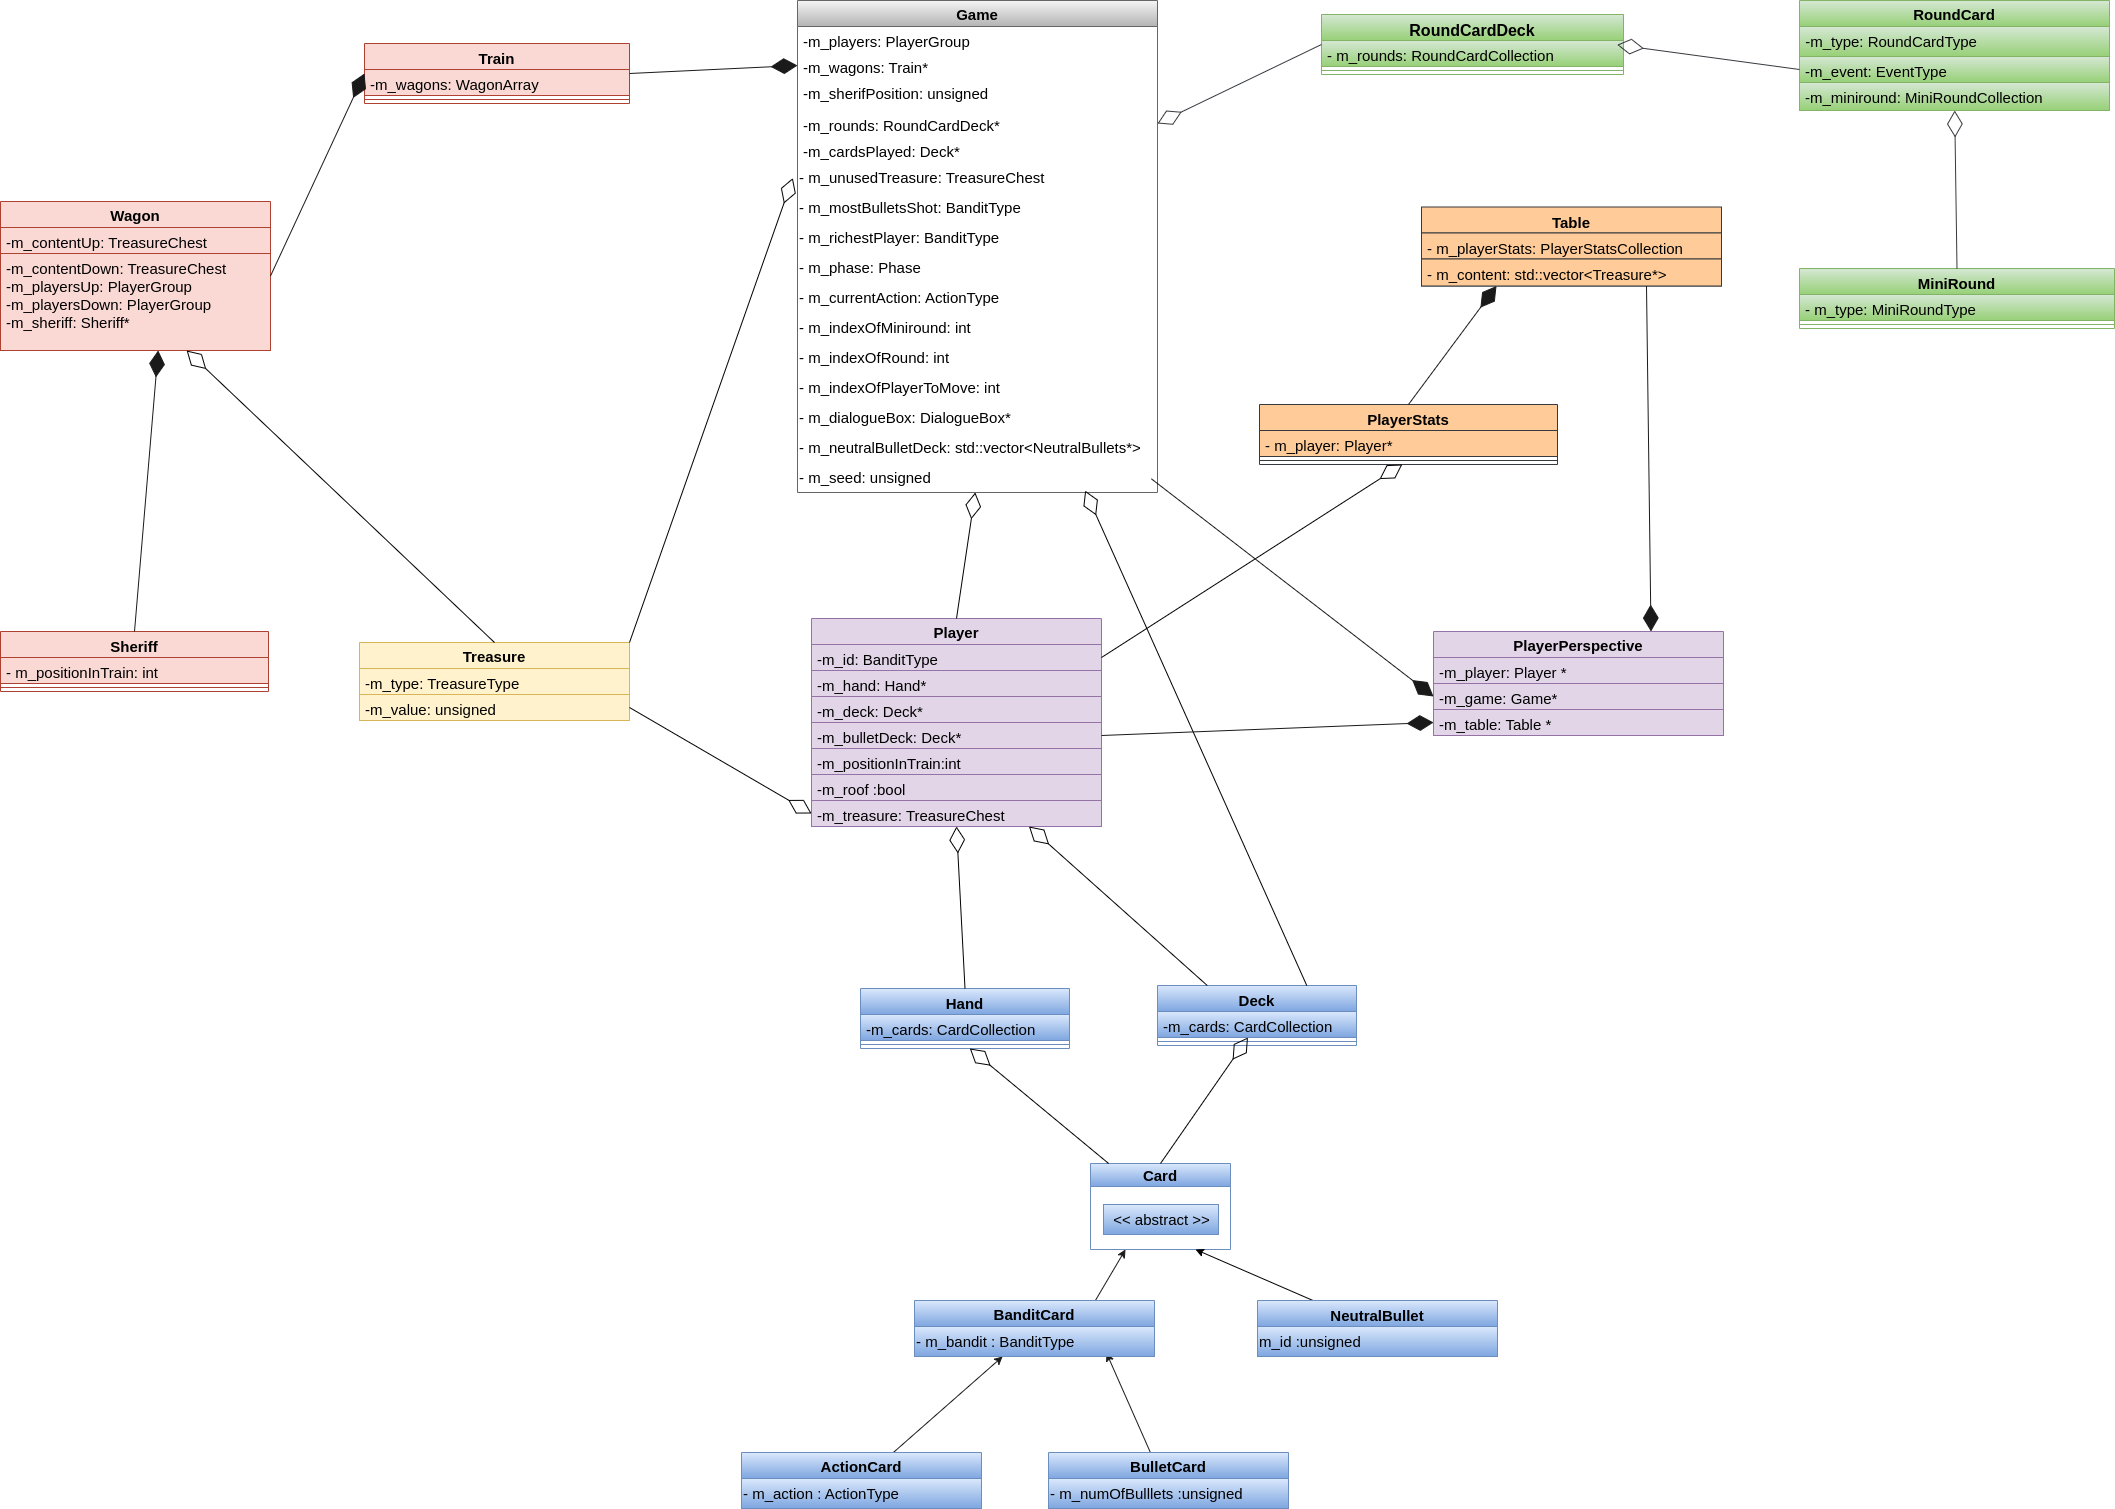 Game
-m_players: PlayerGroup
-m_wagons: Train*
-m_sherifPosition: unsigned
-m_rounds: RoundCardDeck*
-m_cardsPlayed: Deck*
- m_unusedTreasure: TreasureChest
- m_mostBulletsShot: BanditType
- m_richestPlayer: BanditType
- m_phase: Phase
- m_currentAction: ActionType
- m_indexOfMiniround: int
- m_indexOfRound: int
- m_indexOfPlayerToMove: int
- m_dialogueBox: DialogueBox*
- m_neutralBulletDeck: std::vector<NeutralBullets*>
- m_seed: unsigned
RoundCardDeck
- m_rounds: RoundCardCollection
RoundCard
-m_type: RoundCardType
-m_event: EventType
-m_miniround: MiniRoundCollection
Train
-m_wagons: WagonArray
Wagon
-m_contentUp: TreasureChest
-m_contentDown: TreasureChest
-m_playersUp: PlayerGroup
-m_playersDown: PlayerGroup
-m_sheriff: Sheriff*
Table
- m_playerStats: PlayerStatsCollection
- m_content: std::vector<Treasure*>
MiniRound
- m_type: MiniRoundType
PlayerStats
- m_player: Player*
Sheriff
- m_positionInTrain: int
Treasure
-m_type: TreasureType
-m_value: unsigned
Player
-m_id: BanditType
-m_hand: Hand*
-m_deck: Deck*
-m_bulletDeck: Deck*
-m_positionInTrain:int
-m_roof :bool
-m_treasure: TreasureChest
PlayerPerspective
-m_player: Player *
-m_game: Game*
-m_table: Table *
Hand
-m_cards: CardCollection
Deck
-m_cards: CardCollection
Card
<< abstract >>
BanditCard
- m_bandit : BanditType
NeutralBullet
m_id :unsigned
ActionCard
- m_action : ActionType
BulletCard
- m_numOfBulllets :unsigned